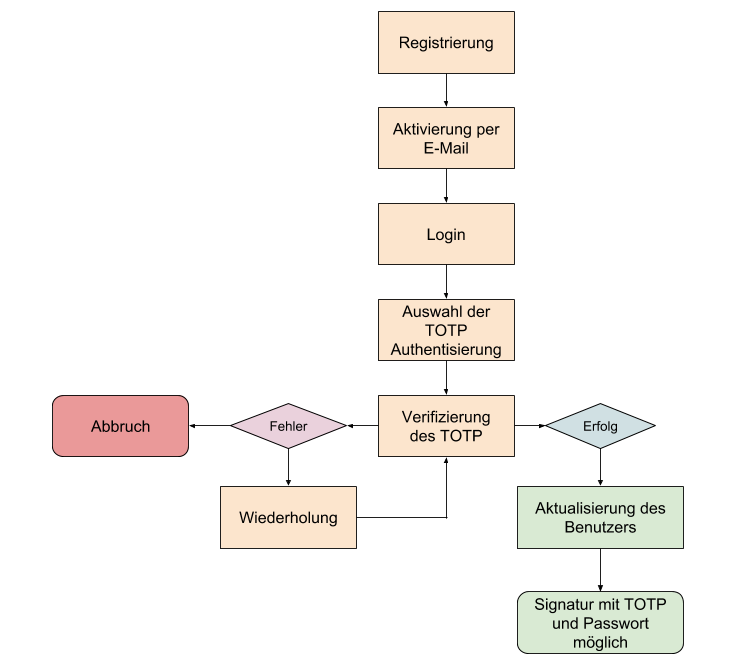 Registrierung
Aktivierung per
E-Mail
Login
Auswahl der
TOTP
Authentisierung
Abbruch
Fehler
Verifizierung
des TOTP
Erfolg
Wiederholung
Aktualisierung des
Benutzers
Signatur mit TOTP
und Passwort
möglich